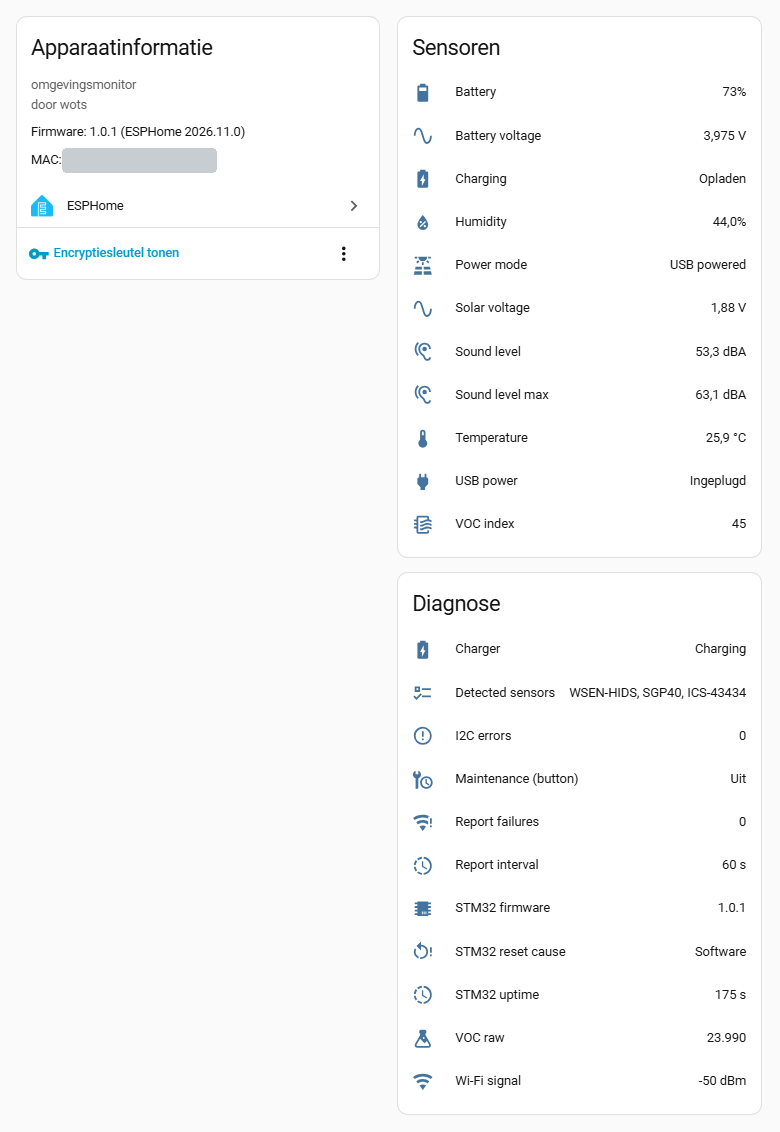 Apparaatinformatie
omgevingsmonitor
door wots
Firmware: 1.0.1 (ESPHome 2026.11.0)
MAC:
ESPHome
Encryptiesleutel tonen
Sensoren
Battery 73%
Battery voltage 3,975 V
Charging Opladen
Humidity 44,0%
Power mode USB powered
Solar voltage 1,88 V
Sound level 53,3 dBA
Sound level max 63,1 dBA
Temperature 25,9 °C
USB power Ingeplugd
VOC index 45
Diagnose
Charger Charging
Detected sensors WSEN-HIDS, SGP40, ICS-43434
I2C errors 0
Maintenance (button) Uit
Report failures 0
Report interval 60 s
STM32 firmware 1.0.1
STM32 reset cause Software
STM32 uptime 175 s
VOC raw 23.990
Wi-Fi signal -50 dBm